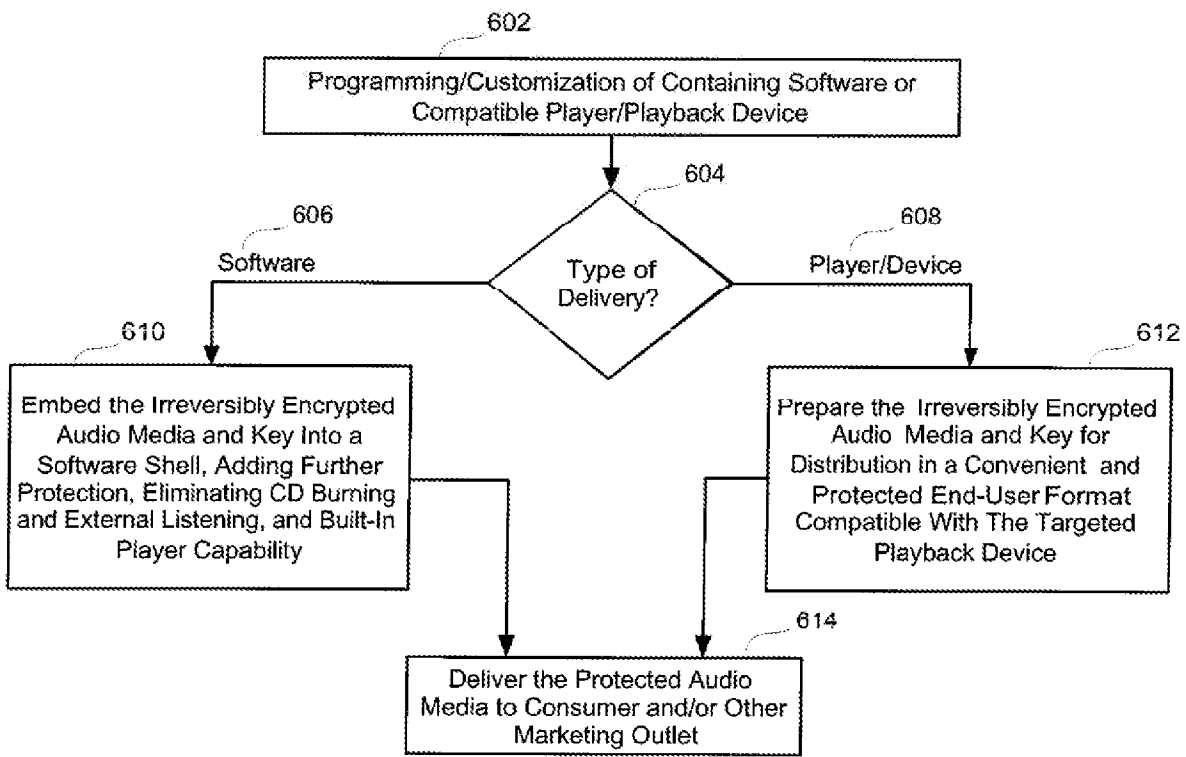 602
Programming/Customization of Containing Software or
Compatible Player/Playback Device
604
606
608
Software
Type of
Delivery?
Player/Device
610
612
Embed the Irreversibly Encrypted
Audio Media and Key Into a
Software Shell, Adding Further
Protection, Eliminating CD Burning
and External Listening, and Built-In
Player Capability
Prepare the Irreversibly Encrypted
Audio Media and Key for
Distribution in a Convenient and
Protected End-User Format
Compatible With The Targeted
Playback Device
614
Deliver the Protected Audio
Media to Consumer and/or Other
Marketing Outlet